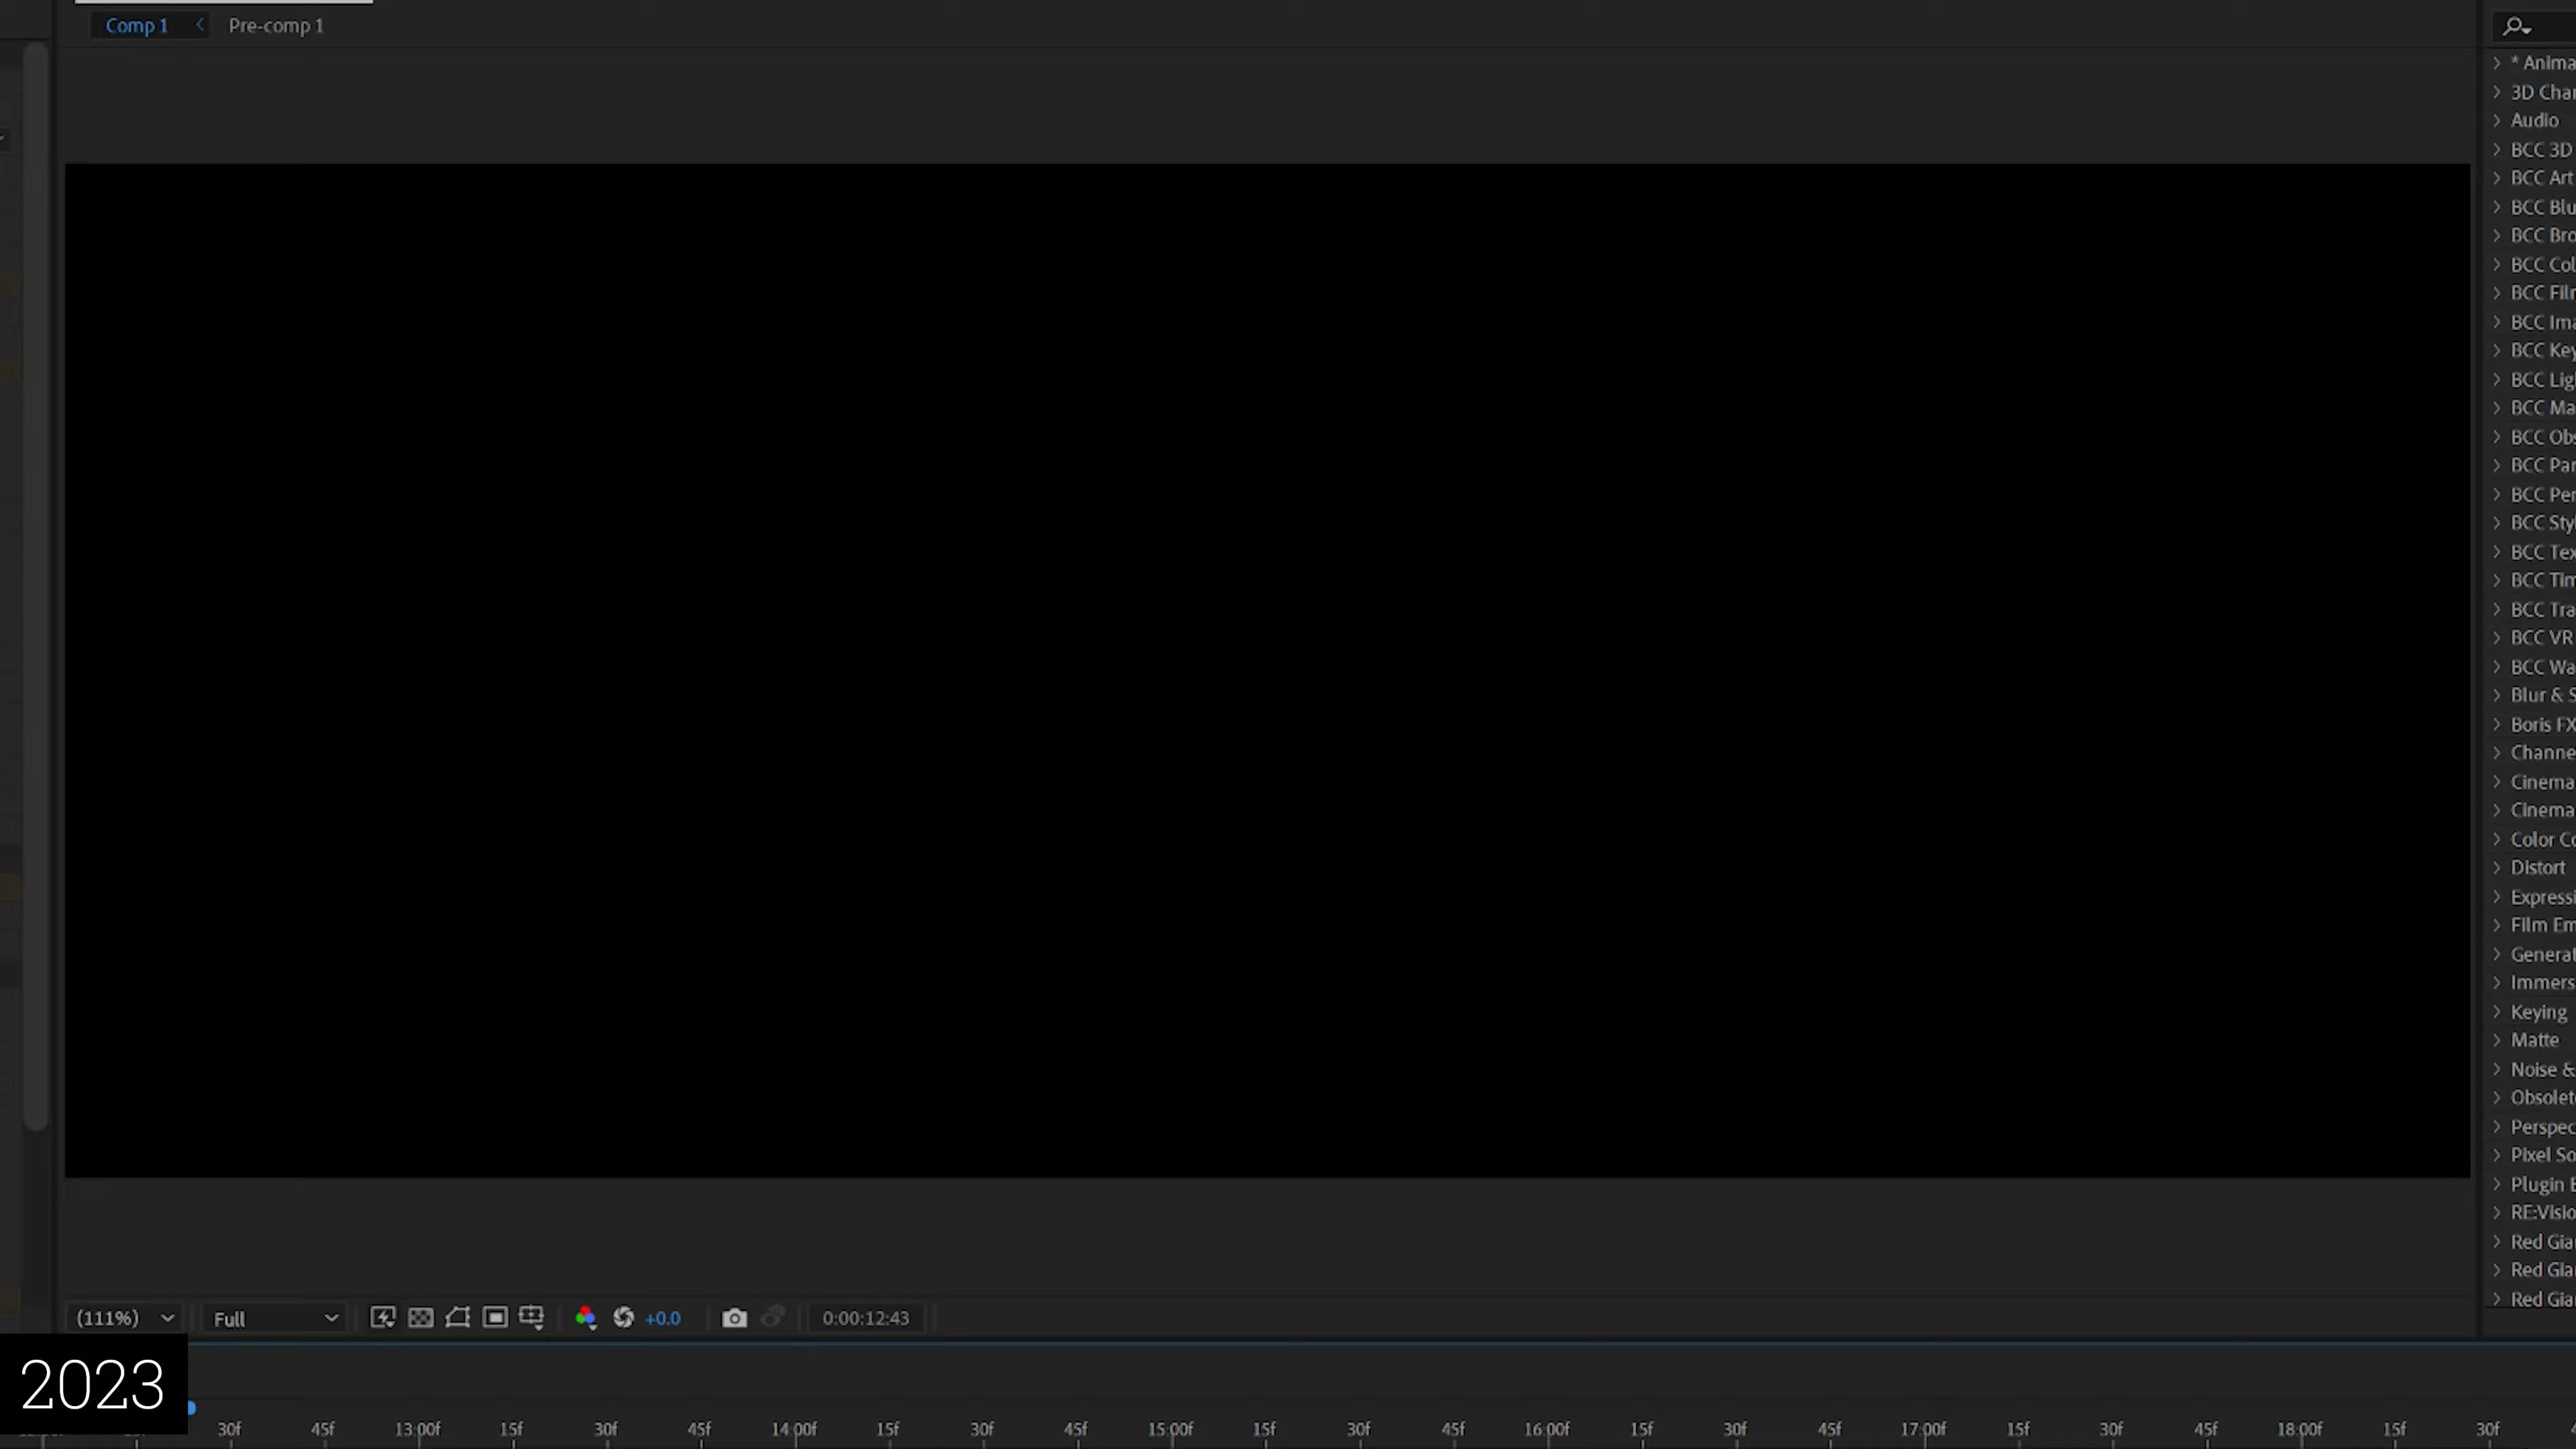 Comp 1
Pre-comp 1
* Anima
3D Char
Audio
BCC 3D
BCC Art
BCC Blu
BCC Bro
BCC Col
BCC Film
BCC Ima
BCC Key
BCC Lig
BCC Ma
BCC Obs
BCC Par
BCC Per
BCC Sty
BCC Tex
BCC Tim
BCC Tra
BCC VR
BCC Wa
Blur & S
Boris FX
Channe
Cinema
Cinema
Color Co
Distort
Expressi
Film Em
Generat
Immers
Keying
Matte
Noise &
Obsolete
Perspec
Pixel So
Plugin E
RE:Visio
Red Gia
Red Gia
Red Gia
(111%) Full +0.0 0:00:12:43
2023
30f 45f 13:00f 15f 30f 45f 14:00f 15f 30f 45f 15:00f 15f 30f 45f 16:00f 15f 30f 45f 17:00f 15f 30f 45f 18:00f 15f 30f